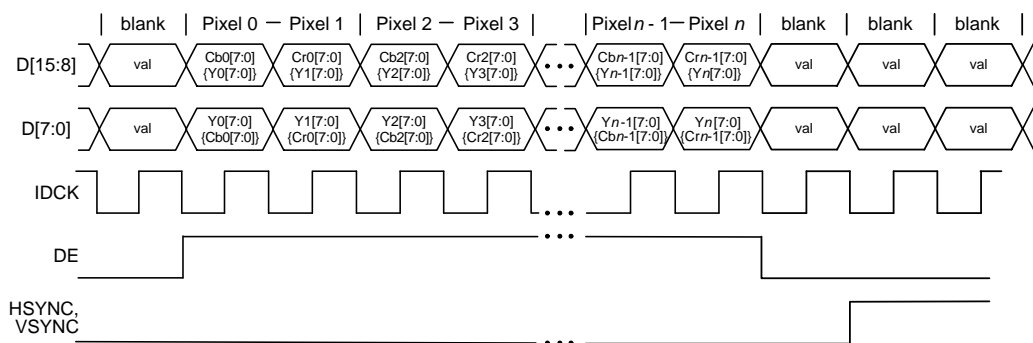 blank Pixel 0 — Pixel 1 Pixel 2 — Pixel 3 Pixel n - 1 — Pixel n blank blank blank
D[15:8] val Cb0[7:0] {Y0[7:0]} Cr0[7:0] {Y1[7:0]} Cb2[7:0] {Y2[7:0]} Cr2[7:0] {Y3[7:0]} ••• Cbn-1[7:0] {Yn-1[7:0]} Crn-1[7:0] {Yn[7:0]} val val val
D[7:0] val Y0[7:0] {Cb0[7:0]} Y1[7:0] {Cr0[7:0]} Y2[7:0] {Cb2[7:0]} Y3[7:0] {Cr2[7:0]} ••• Yn-1[7:0] {Cbn-1[7:0]} Yn[7:0] {Crn-1[7:0]} val val val
IDCK •••
DE •••
HSYNC,
VSYNC •••